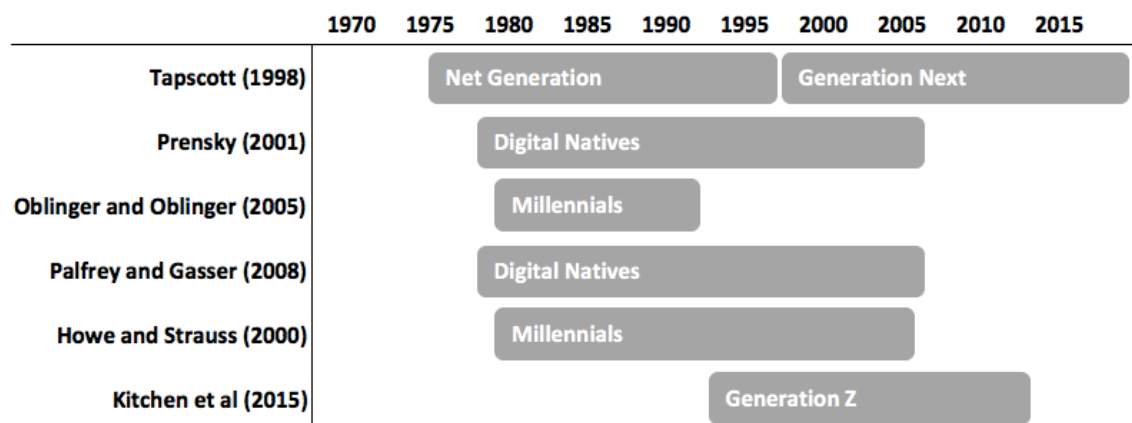 1970 1975 1980 1985 1990 1995 2000 2005 2010 2015
Tapscott (1998) Net Generation Generation Next
Prensky (2001) Digital Natives
Oblinger and Oblinger (2005) Millennials
Palfrey and Gasser (2008) Digital Natives
Howe and Strauss (2000) Millennials
Kitchen et al (2015) Generation Z